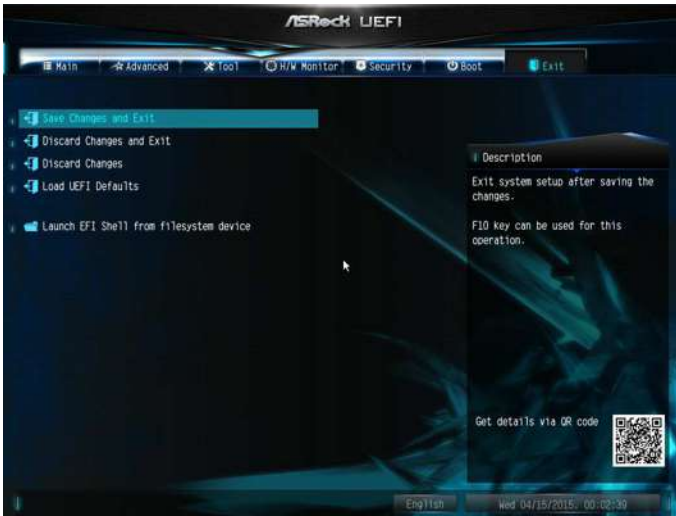 ASRock UEFI
Main Advanced Tool H/W Monitor Security Boot Exit
Save Changes and Exit
Discard Changes and Exit
Discard Changes
Load UEFI Defaults
Launch EFI Shell from filesystem device
Description
Exit system setup after saving the
changes.
F10 key can be used for this
operation.
Get details via QR code
English Wed 04/15/2015. 00:02:39